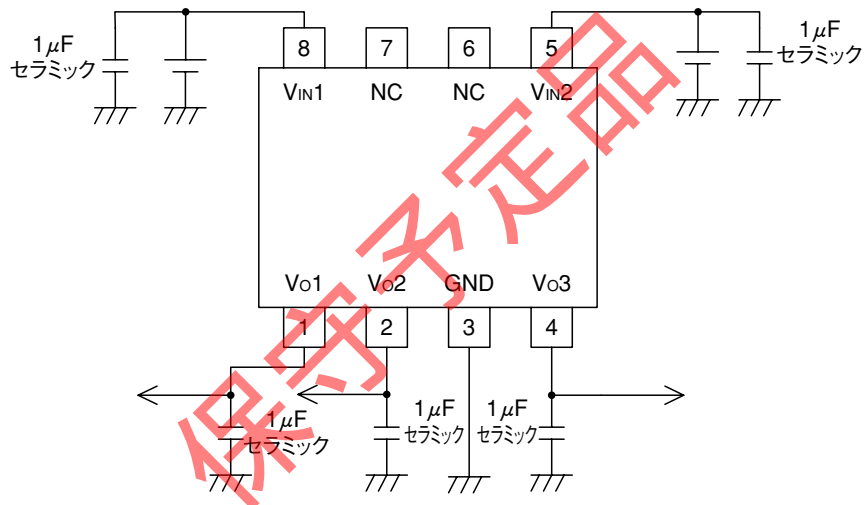 1μF
セラミック
8
7
6
5
1μF
セラミック
VIN1
NC
NC
VIN2
保守予定品
VO1
VO2
GND
VO3
1
2
3
4
1μF
セラミック
1μF
セラミック
1μF
セラミック